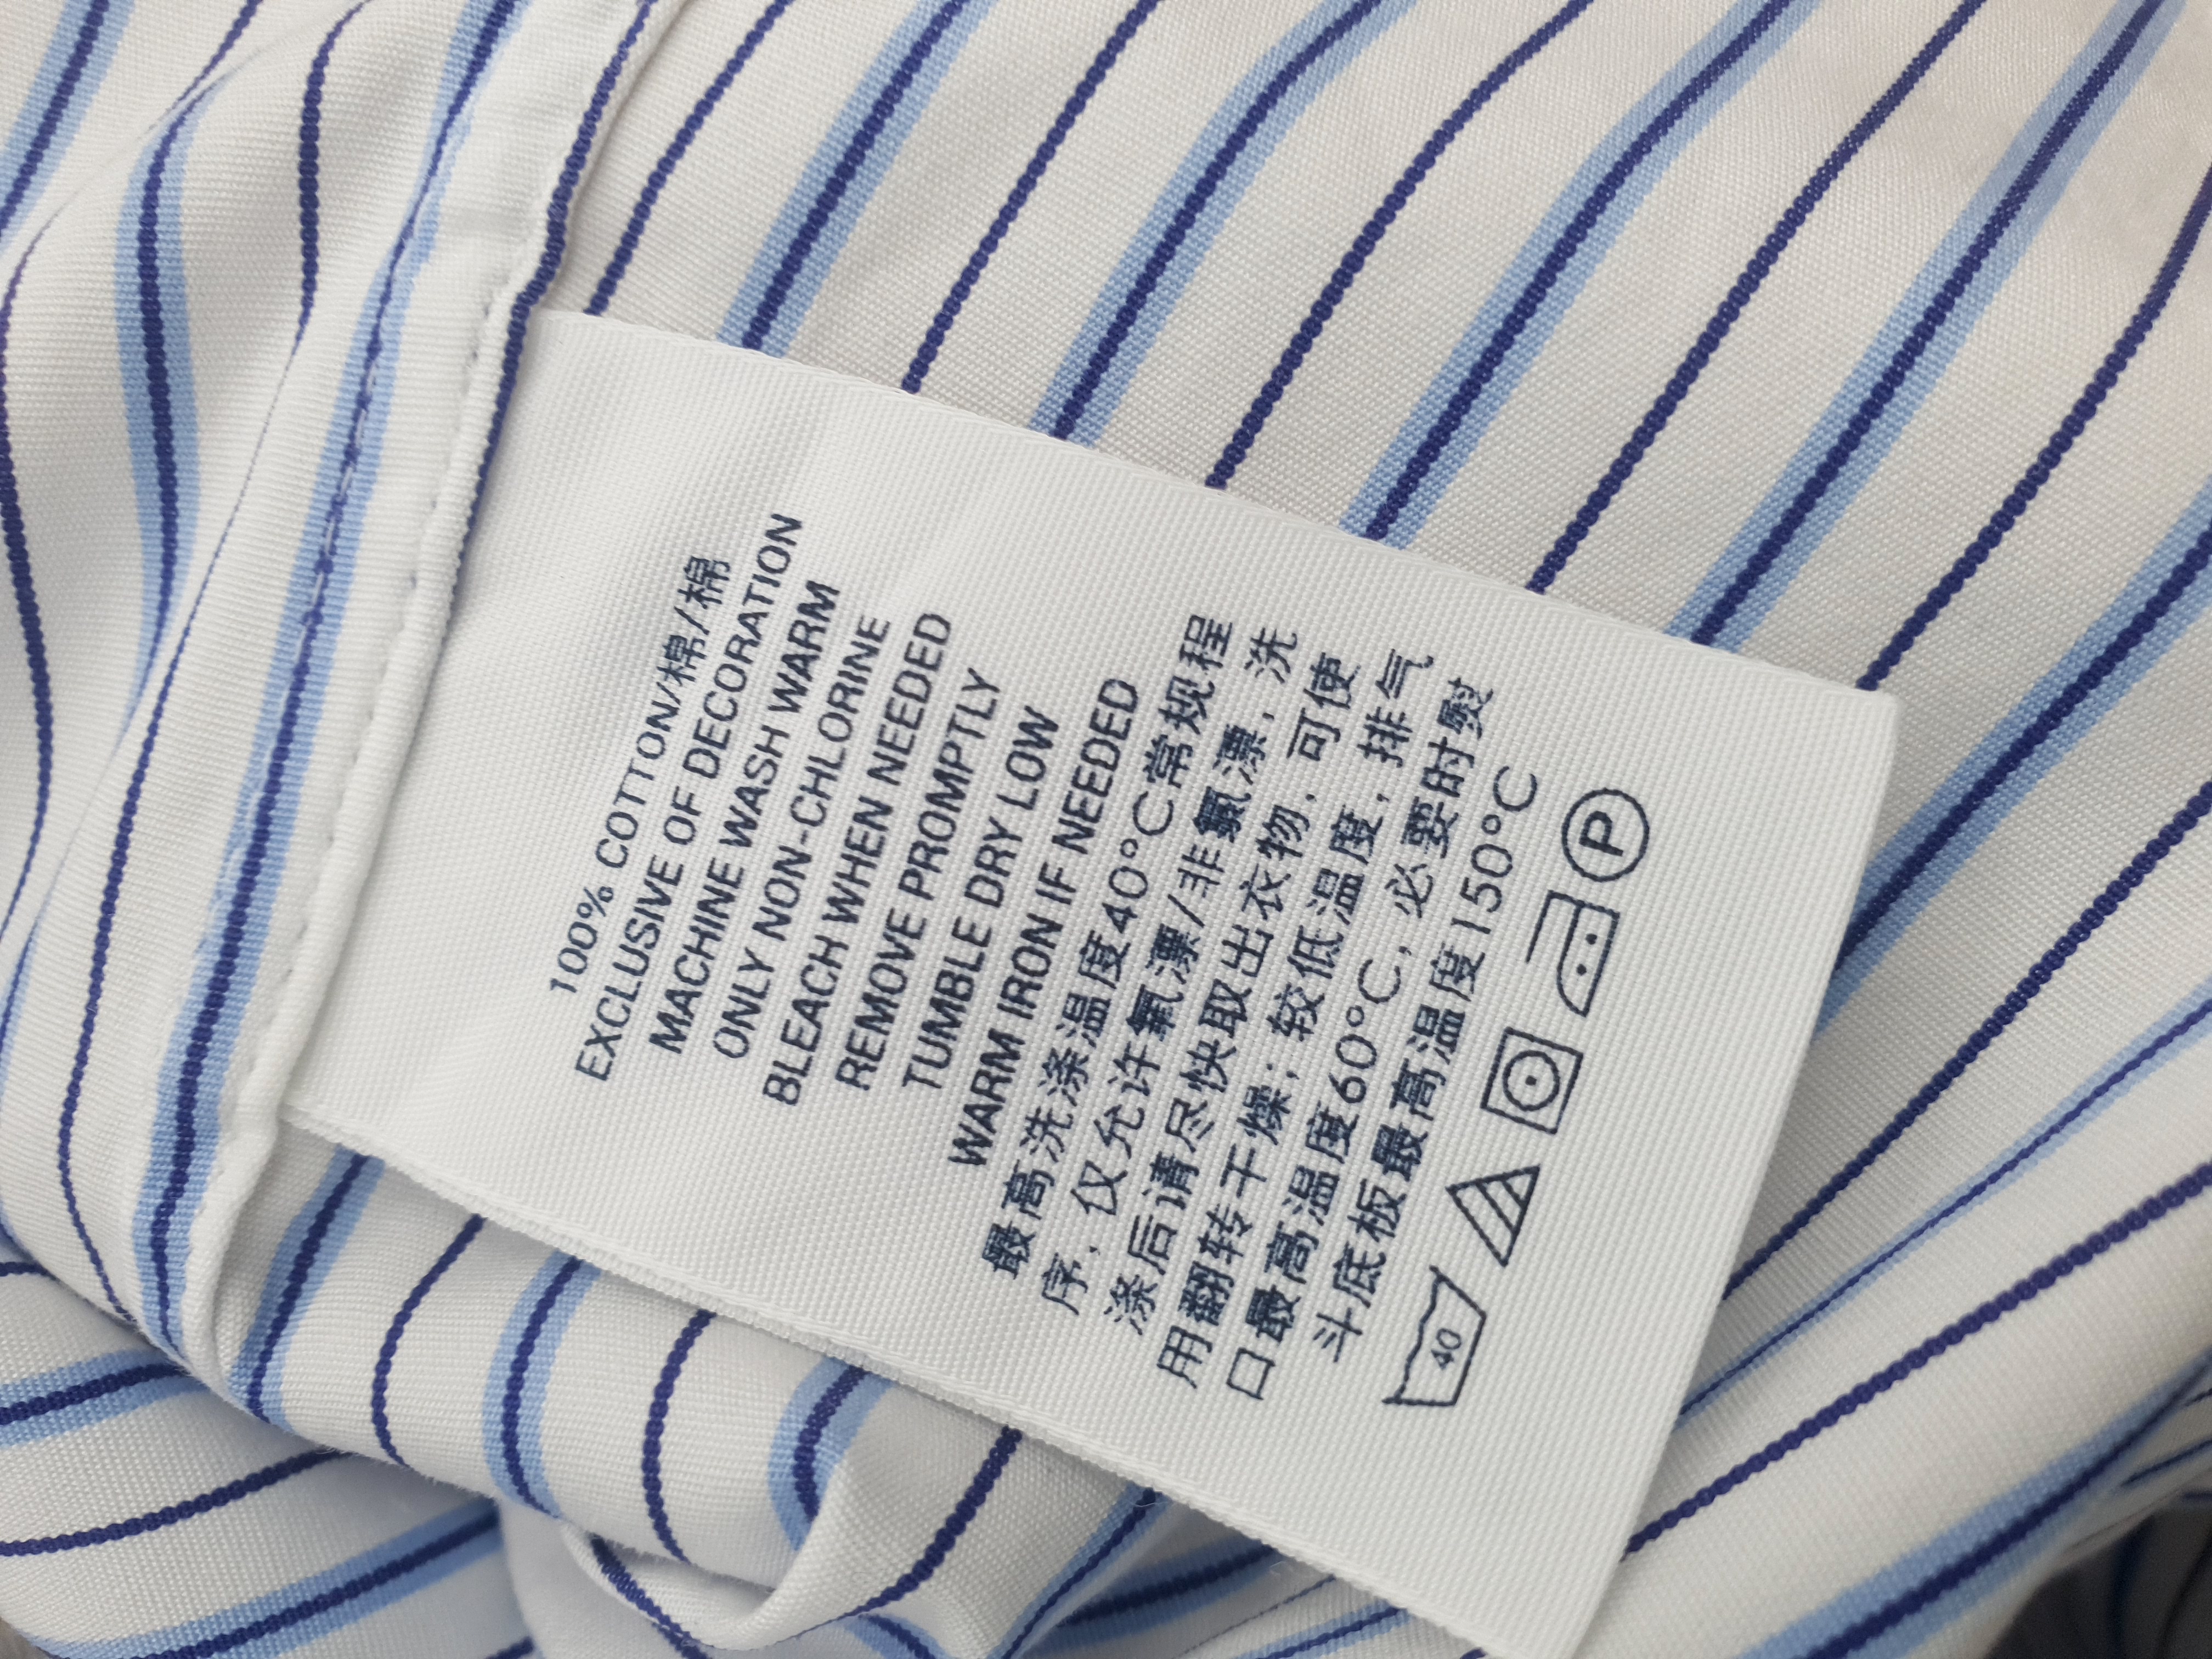 100% COTTON/棉/棉
EXCLUSIVE OF DECORATION
MACHINE WASH WARM
ONLY NON-CHLORINE
BLEACH WHEN NEEDED
REMOVE PROMPTLY
TUMBLE DRY LOW
WARM IRON IF NEEDED
最高洗涤温度40°C常规程
序, 仅允许氧漂/非氯漂, 洗
涤后请尽快取出衣物, 可使
用翻转干燥; 较低温度, 排气
口最高温度60°C, 必要时熨
斗底板最高温度150°C
40 P